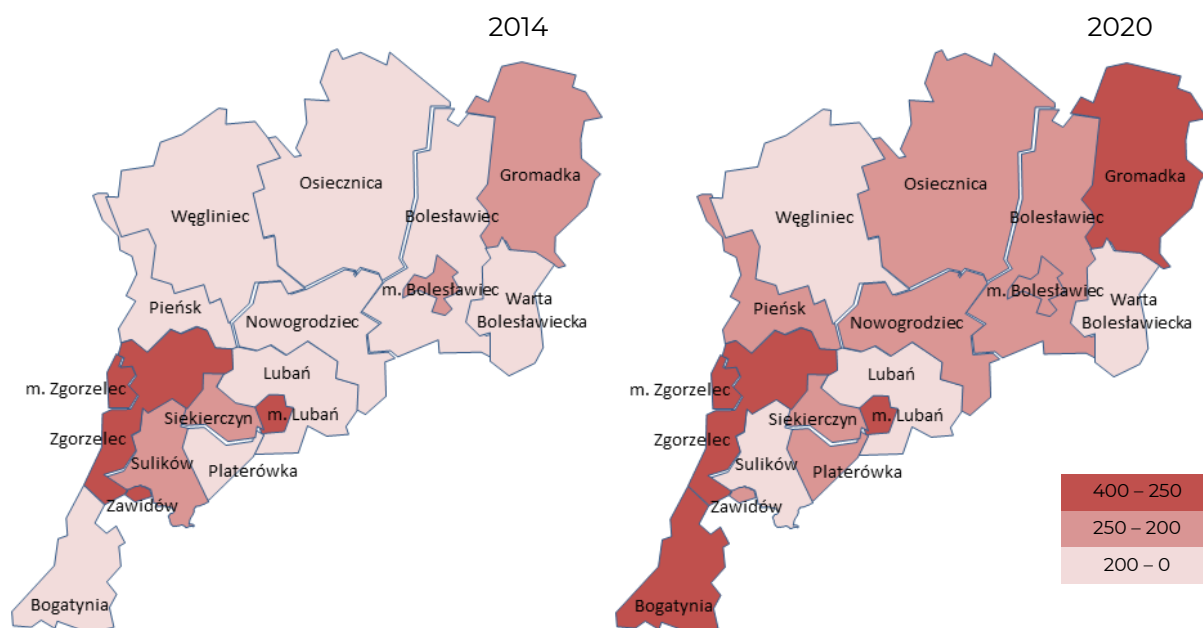 2014
Osiecznica
Gromadka
Węgliniec
Bolesławiec
m. Bolesławiec
Pieńsk
Nowogrodziec
Warta
Bolesławiecka
Lubań
m. Zgorzelec
Siekierczyn
m. Lubań
Zgorzelec
Sulików
Platerówka
Zawidów
Bogatynia
2020
Osiecznica
Gromadka
Węgliniec
Bolesławiec
m. Bolesławiec
Pieńsk
Nowogrodziec
Warta
Bolesławiecka
Lubań
m. Zgorzelec
Siekierczyn
m. Lubań
Zgorzelec
Sulików
Platerówka
Zawidów
Bogatynia
400 – 250
250 – 200
200 – 0